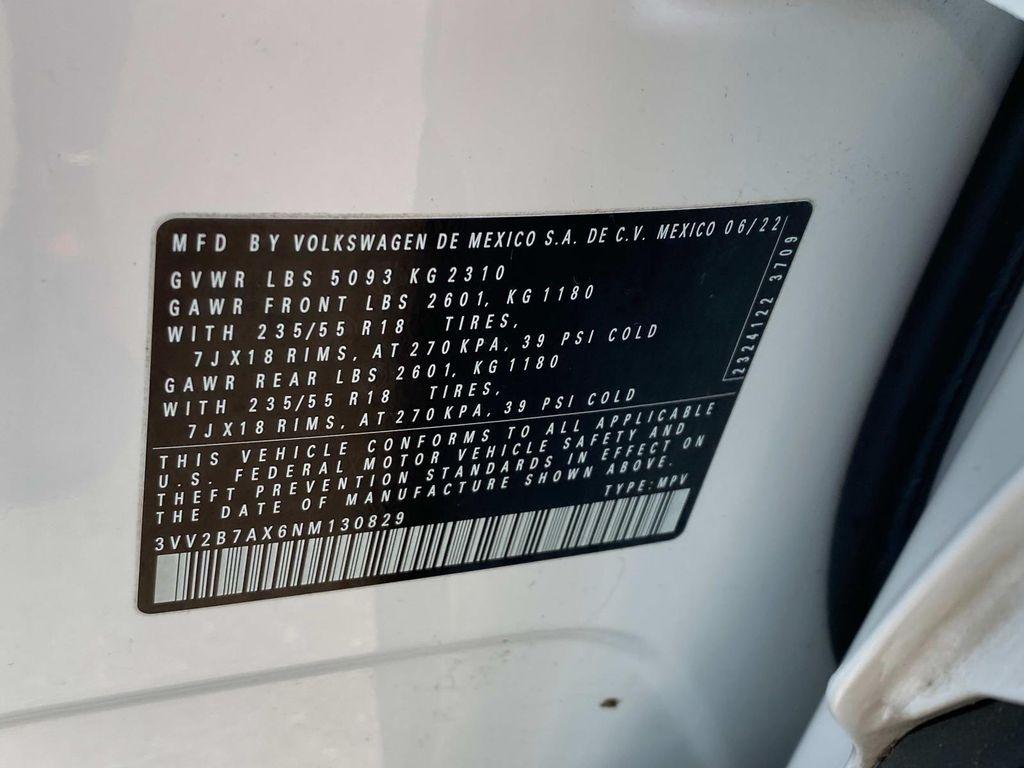 MFD BY VOLKSWAGEN DE MEXICO S.A. DE C.V. MEXICO 06/22
GVWR LBS 5093 KG 2310
GAWR FRONT LBS 2601, KG 1180
WITH 235/55 R18 TIRES,
7JX18 RIMS, AT 270 KPA, 39 PSI COLD
GAWR REAR LBS 2601, KG 1180
WITH 235/55 R18 TIRES,
7JX18 RIMS, AT 270 KPA, 39 PSI COLD
2324122 3709
THIS VEHICLE CONFORMS TO ALL APPLICABLE
U.S. FEDERAL MOTOR VEHICLE SAFETY AND
THEFT PREVENTION STANDARDS IN EFFECT ON
THE DATE OF MANUFACTURE SHOWN ABOVE.
3VV2B7AX6NM130829 TYPE: MPV